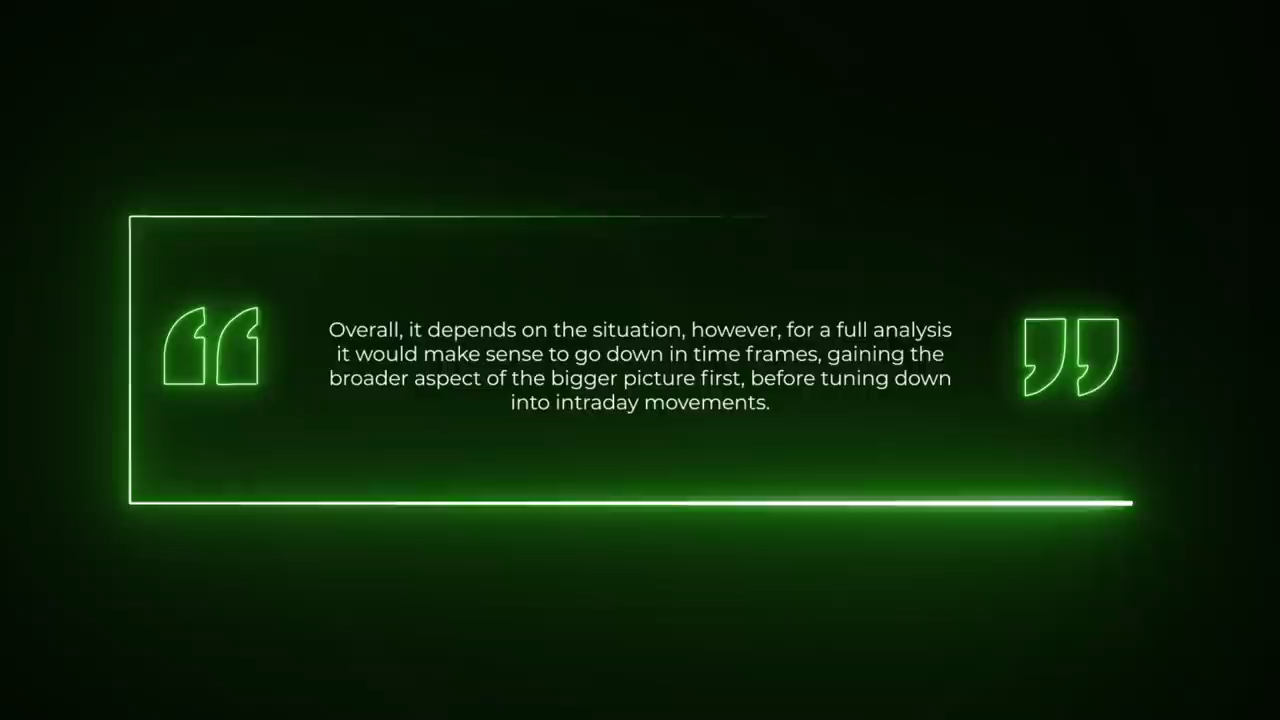 Overall, it depends on the situation, however, for a full analysis
it would make sense to go down in time frames, gaining the
broader aspect of the bigger picture first, before tuning down
into intraday movements.